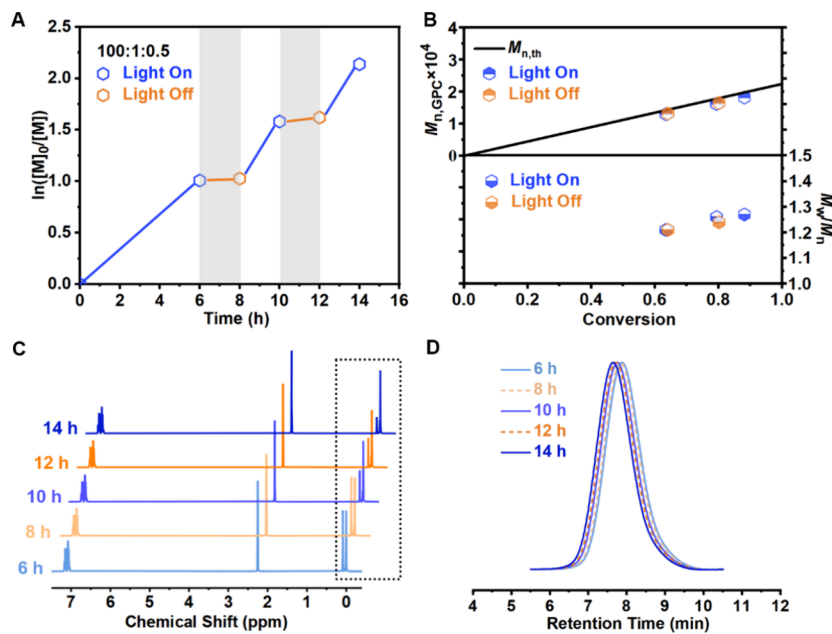 A
100:1:0.5
Light On
Light Off
ln([M]0/[M])
2.5
2.0
1.5
1.0
0.5
0.0
0 2 4 6 8 10 12 14 16
Time (h)
B
Mn,th
Light On
Light Off
Mn,GPC×10⁴
4
3
2
1
0
Light On
Light Off
1.5
1.4
1.3
1.2
1.1
1.0
Mw/Mn
0.0 0.2 0.4 0.6 0.8 1.0
Conversion
C
14 h
12 h
10 h
8 h
6 h
7 6 5 4 3 2 1 0
Chemical Shift (ppm)
D
6 h
8 h
10 h
12 h
14 h
4 5 6 7 8 9 10 11 12
Retention Time (min)